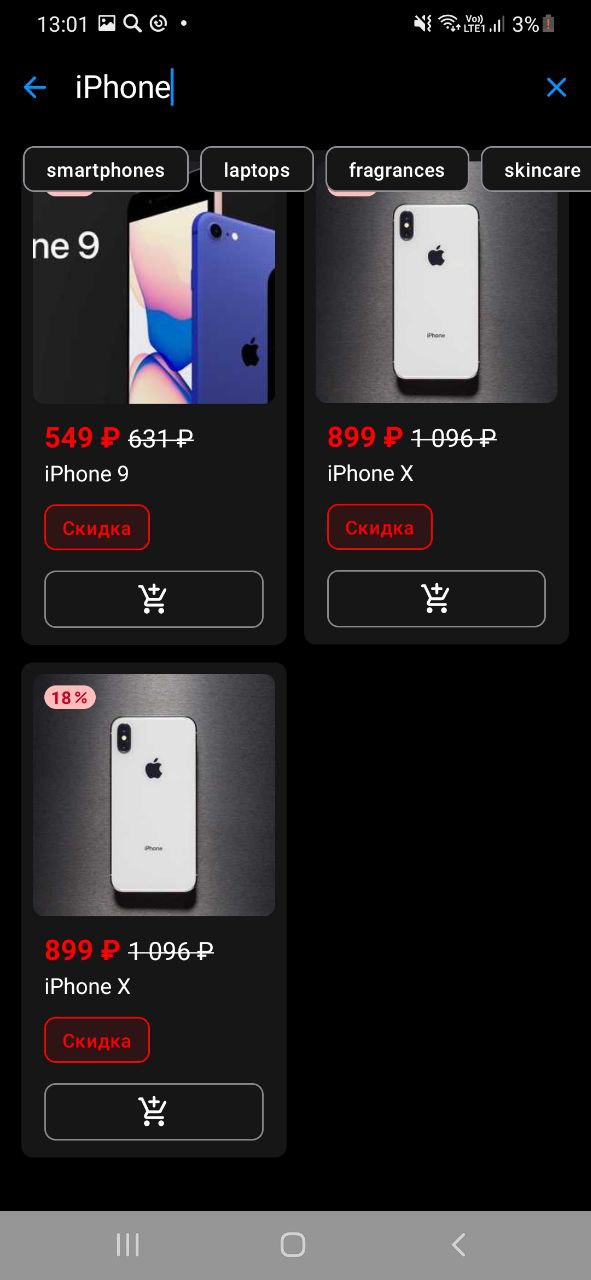 13:01 Vo)) LTE1 3%
iPhone
smartphones laptops fragrances skincare
ne 9
iPhone
549 ₽ 631 ₽ 899 ₽ 1 096 ₽
iPhone 9 iPhone X
Скидка Скидка
18%
iPhone
899 ₽ 1 096 ₽
iPhone X
Скидка